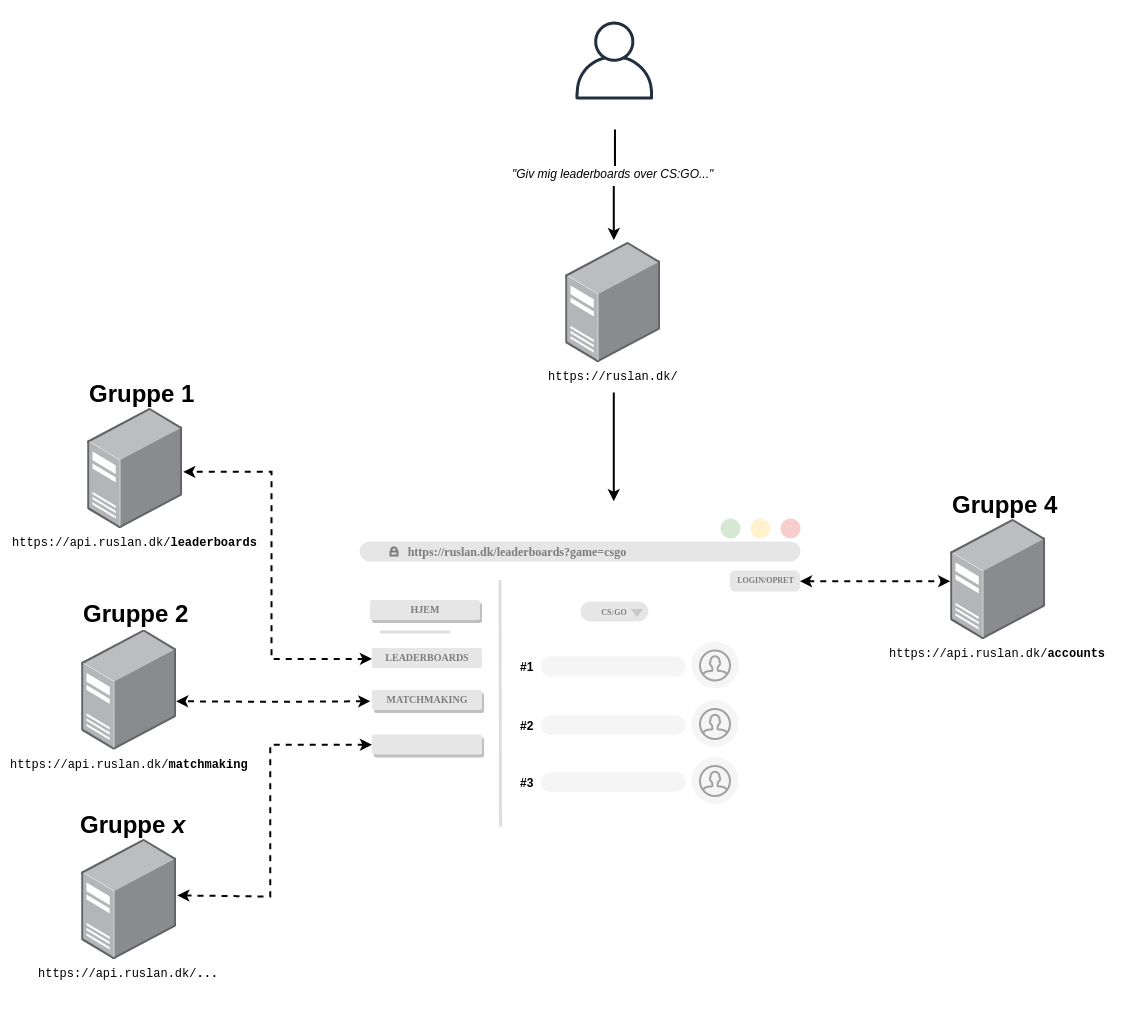 "Giv mig leaderboards over CS:GO..."
https://ruslan.dk/
Gruppe 1
https://api.ruslan.dk/leaderboards
Gruppe 2
https://api.ruslan.dk/matchmaking
Gruppe x
https://api.ruslan.dk/...
https://ruslan.dk/leaderboards?game=csgo
LOGIN/OPRET
HJEM
LEADERBOARDS
MATCHMAKING
CS:GO
#1
#2
#3
Gruppe 4
https://api.ruslan.dk/accounts